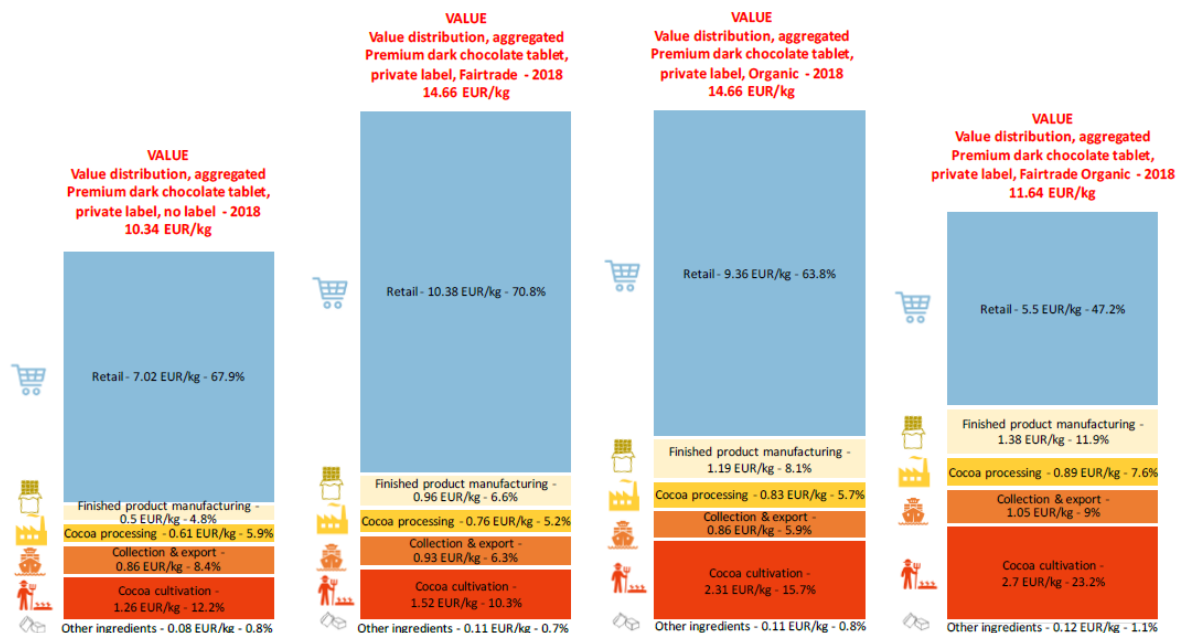 VALUE
Value distribution, aggregated
Premium dark chocolate tablet,
private label, no label - 2018
10.34 EUR/kg
Retail - 7.02 EUR/kg - 67.9%
Finished product manufacturing -
0.5 EUR/kg - 4.8%
Cocoa processing - 0.61 EUR/kg - 5.9%
Collection & export -
0.86 EUR/kg - 8.4%
Cocoa cultivation -
1.26 EUR/kg - 12.2%
Other ingredients - 0.08 EUR/kg - 0.8%
VALUE
Value distribution, aggregated
Premium dark chocolate tablet,
private label, Fairtrade - 2018
14.66 EUR/kg
Retail - 10.38 EUR/kg - 70.8%
Finished product manufacturing -
0.96 EUR/kg - 6.6%
Cocoa processing - 0.76 EUR/kg - 5.2%
Collection & export -
0.93 EUR/kg - 6.3%
Cocoa cultivation -
1.52 EUR/kg - 10.3%
Other ingredients - 0.11 EUR/kg - 0.7%
VALUE
Value distribution, aggregated
Premium dark chocolate tablet,
private label, Organic - 2018
14.66 EUR/kg
Retail - 9.36 EUR/kg - 63.8%
Finished product manufacturing -
1.19 EUR/kg - 8.1%
Cocoa processing - 0.83 EUR/kg - 5.7%
Collection & export -
0.86 EUR/kg - 5.9%
Cocoa cultivation -
2.31 EUR/kg - 15.7%
Other ingredients - 0.11 EUR/kg - 0.8%
VALUE
Value distribution, aggregated
Premium dark chocolate tablet,
private label, Fairtrade Organic - 2018
11.64 EUR/kg
Retail - 5.5 EUR/kg - 47.2%
Finished product manufacturing -
1.38 EUR/kg - 11.9%
Cocoa processing - 0.89 EUR/kg - 7.6%
Collection & export -
1.05 EUR/kg - 9%
Cocoa cultivation -
2.7 EUR/kg - 23.2%
Other ingredients - 0.12 EUR/kg - 1.1%